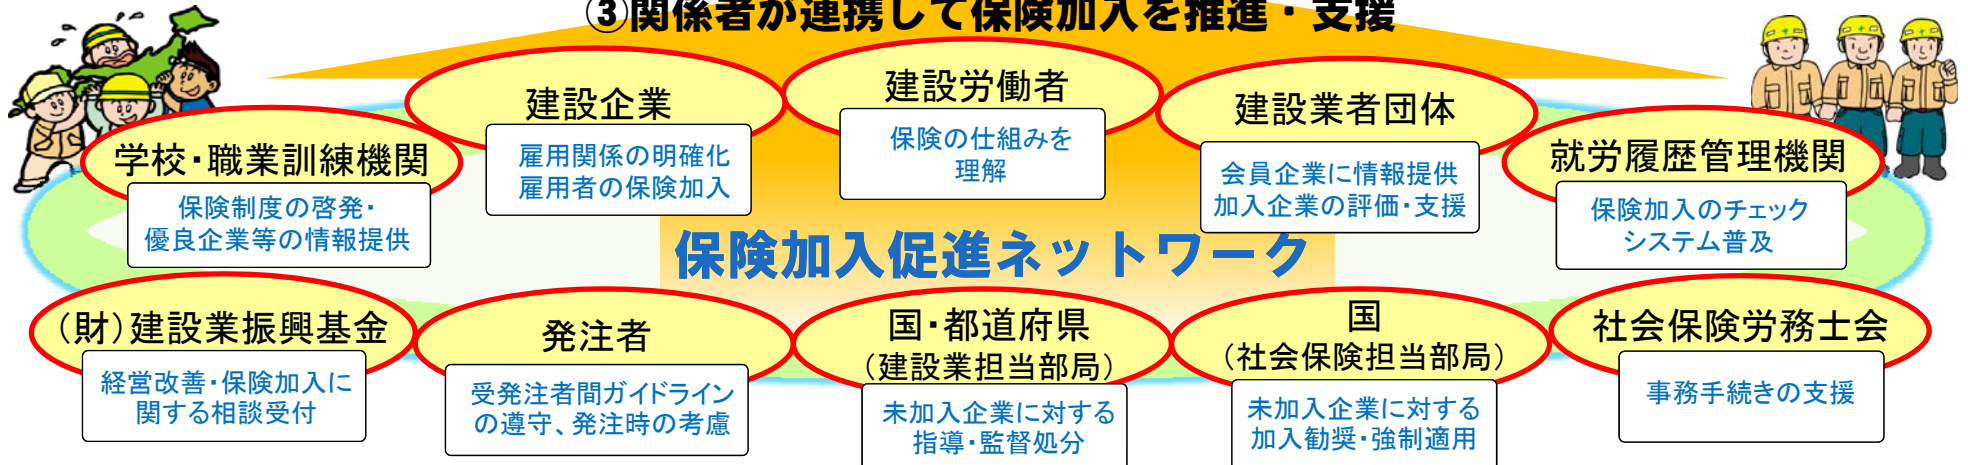 ③関係者が連携して保険加入を推進・支援
学校・職業訓練機関
保険制度の啓発・
優良企業等の情報提供
建設企業
雇用関係の明確化
雇用者の保険加入
建設労働者
保険の仕組みを
理解
建設業者団体
会員企業に情報提供
加入企業の評価・支援
就労履歴管理機関
保険加入のチェック
システム普及
保険加入促進ネットワーク
(財)建設業振興基金
経営改善・保険加入に
関する相談受付
発注者
受発注者間ガイドライン
の遵守、発注時の考慮
国・都道府県
(建設業担当部局)
未加入企業に対する
指導・監督処分
国
(社会保険担当部局)
未加入企業に対する
加入勧奨・強制適用
社会保険労務士会
事務手続きの支援